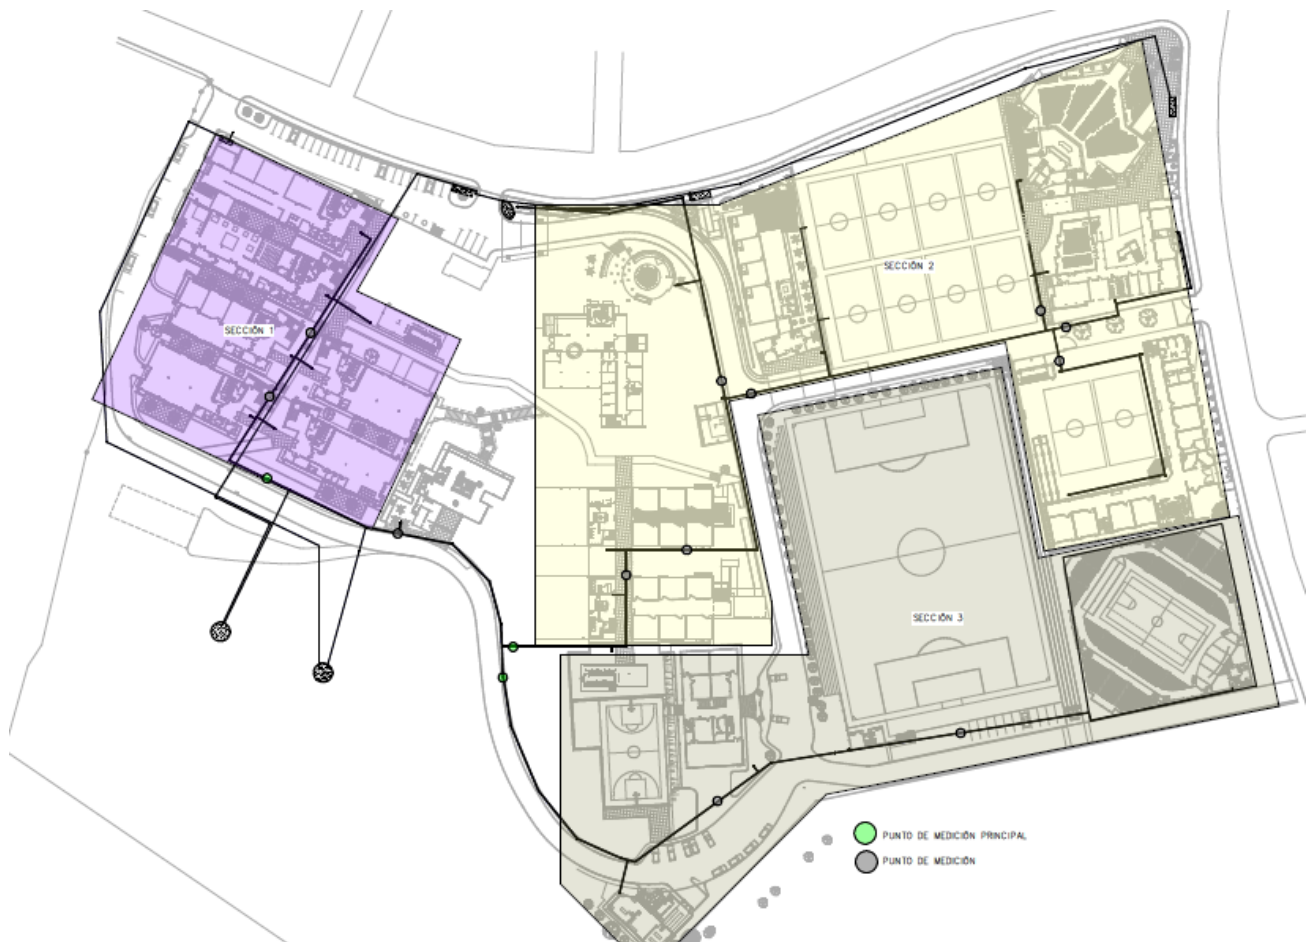 SECCIÓN 2
SECCIÓN 1
SECCIÓN 3
PUNTO DE MEDICIÓN PRINCIPAL
PUNTO DE MEDICIÓN